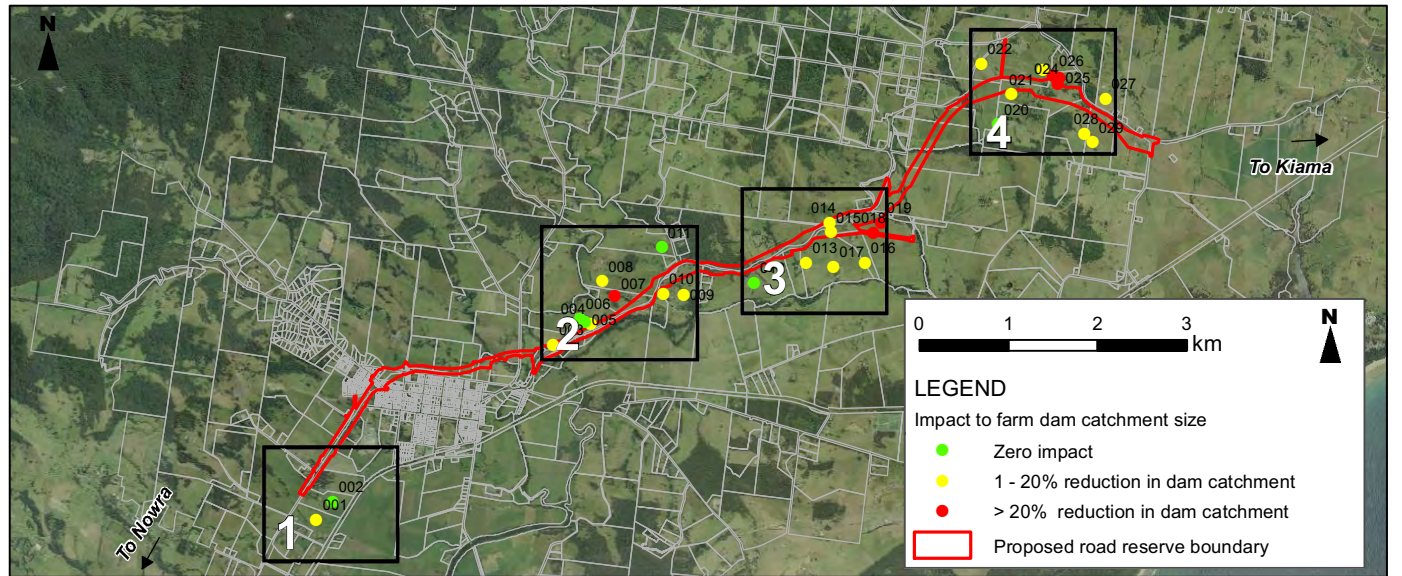 N
022
026
024
025
021
027
020
028
029
4
To Kiama
014
015
018
019
013
017
016
3
011
008
007
010
009
004
006
005
003
2
002
001
1
To Nowra
0 1 2 3
km
N
LEGEND
Impact to farm dam catchment size
Zero impact
1 - 20% reduction in dam catchment
> 20% reduction in dam catchment
Proposed road reserve boundary